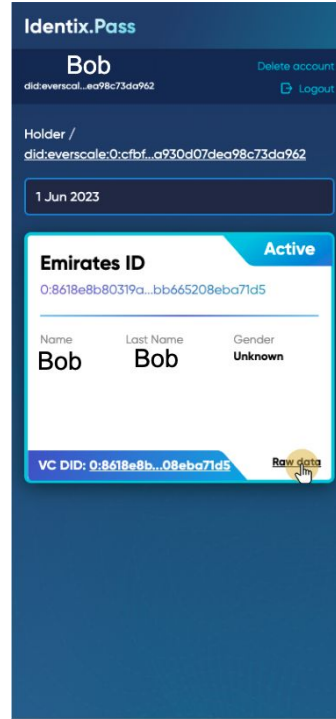 Identix.Pass
Bob
Delete account
did:everscal...ea98c73da962
Logout
Holder /
did:everscale:0:cfbf...a930d07dea98c73da962
1 Jun 2023
Active
Emirates ID
0:8618e8b80319a...bb665208eba71d5
Name Last Name Gender
Bob Bob Unknown
VC DID: 0:8618e8b...08eba71d5
Raw data